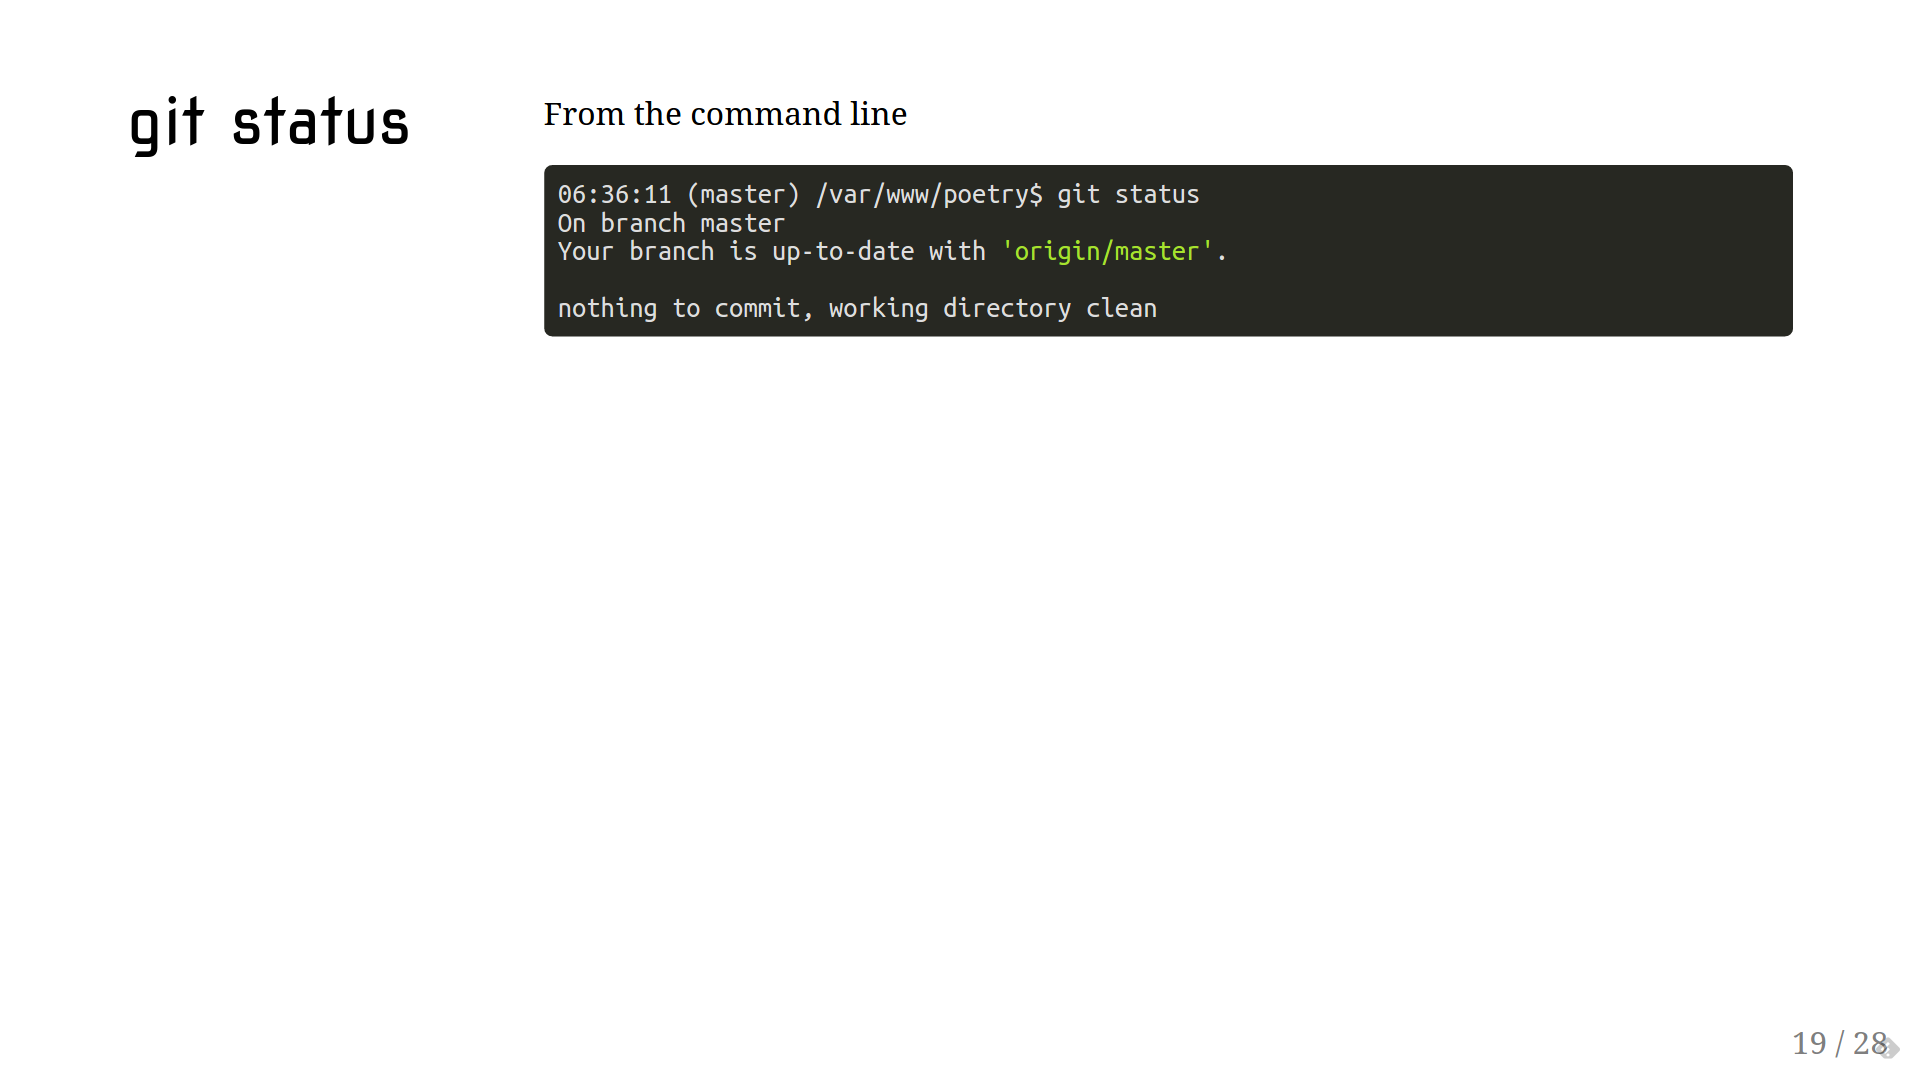 git status
From the command line
06:36:11 (master) /var/www/poetry$ git status
On branch master
Your branch is up-to-date with 'origin/master'.
nothing to commit, working directory clean
19 / 28